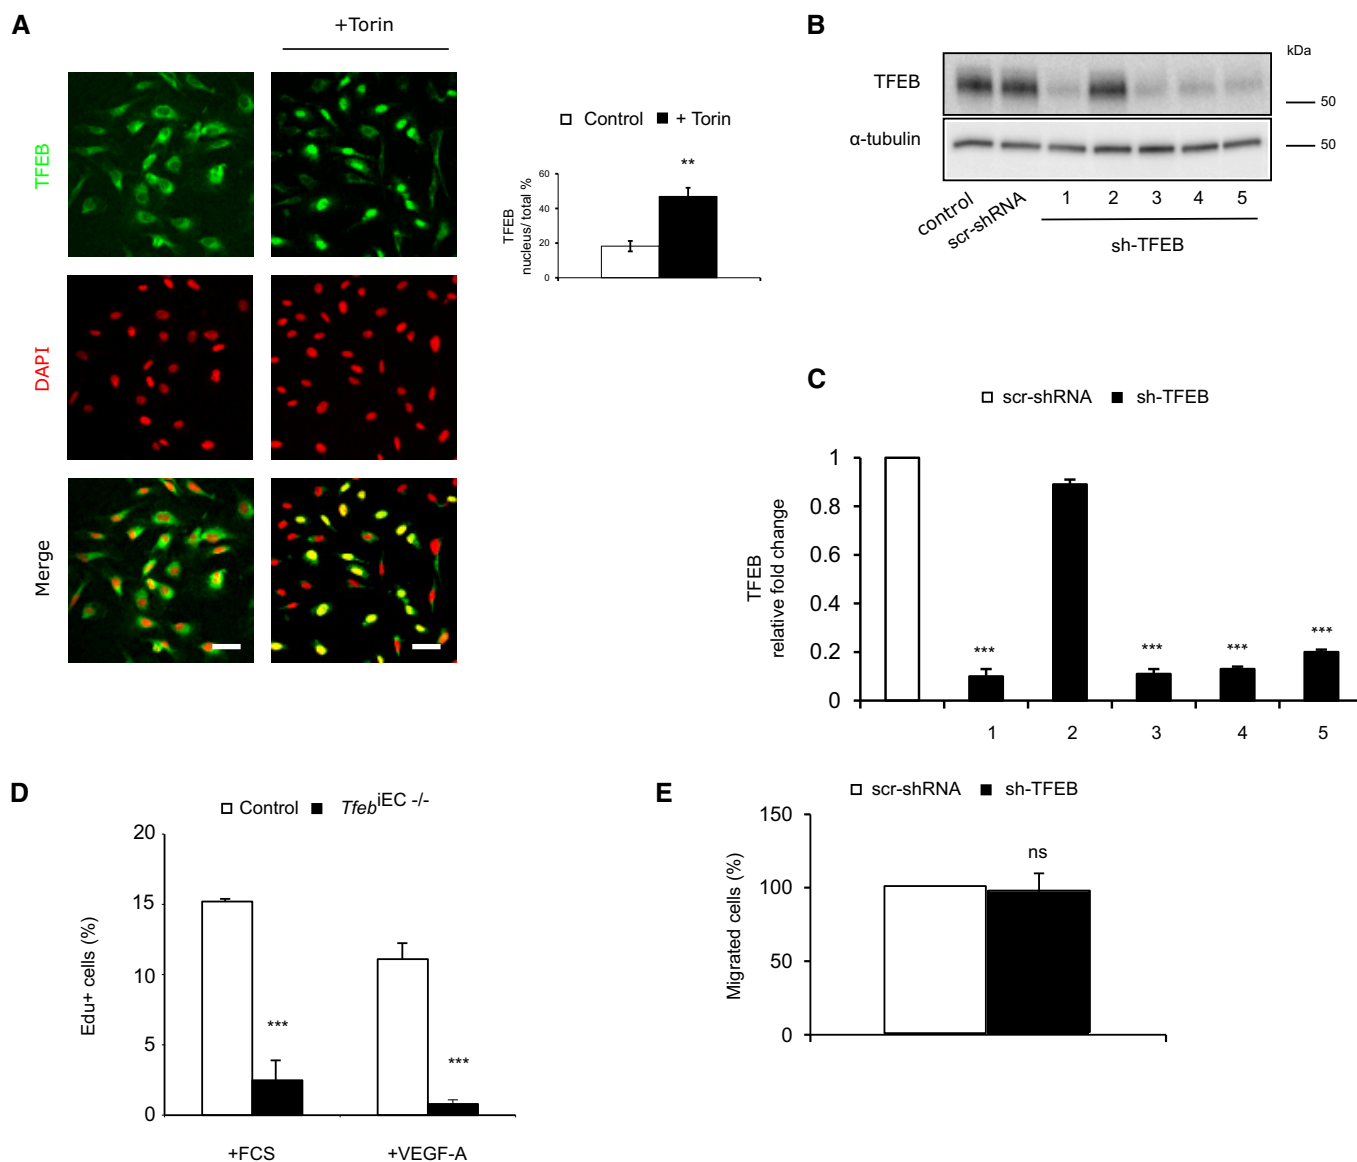 A
+Torin
TFEB
DAPI
Merge
Control + Torin
**
TFEB
nucleus/ total %
60
40
20
0
B
kDa
TFEB
50
α-tubulin
50
control
scr-shRNA
1 2 3 4 5
sh-TFEB
C
scr-shRNA sh-TFEB
TFEB
relative fold change
1
0.8
0.6
0.4
0.2
0
***
***
***
***
1 2 3 4 5
D
Control Tfeb iEC -/-
Edu+ cells (%)
20
15
10
5
0
***
***
+FCS +VEGF-A
E
scr-shRNA sh-TFEB
Migrated cells (%)
150
100
50
0
ns